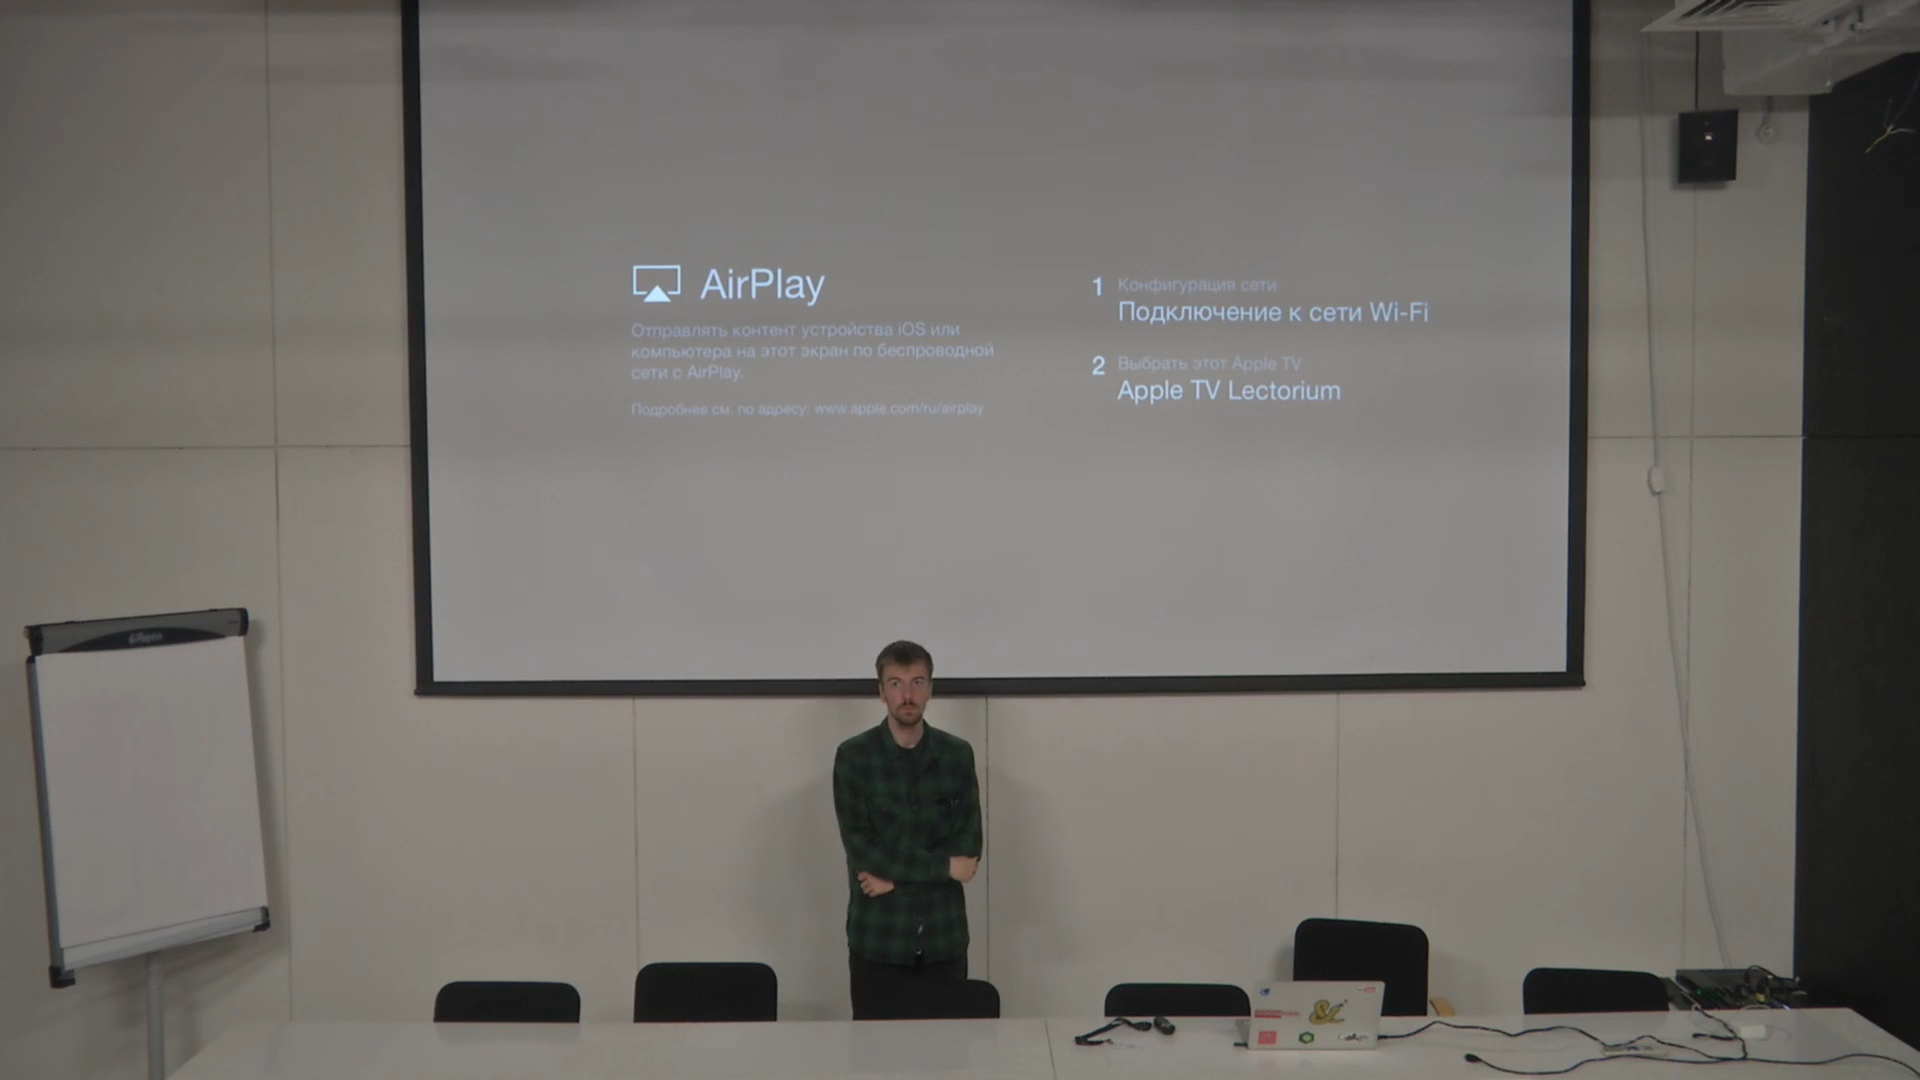 AirPlay
Отправлять контент устройства iOS или
компьютера на этот экран по беспроводной
сети с AirPlay.
Подробнее см. по адресу: www.apple.com/ru/airplay
1 Конфигурация сети
Подключение к сети Wi-Fi
2 Выбрать этот Apple TV
Apple TV Lectorium